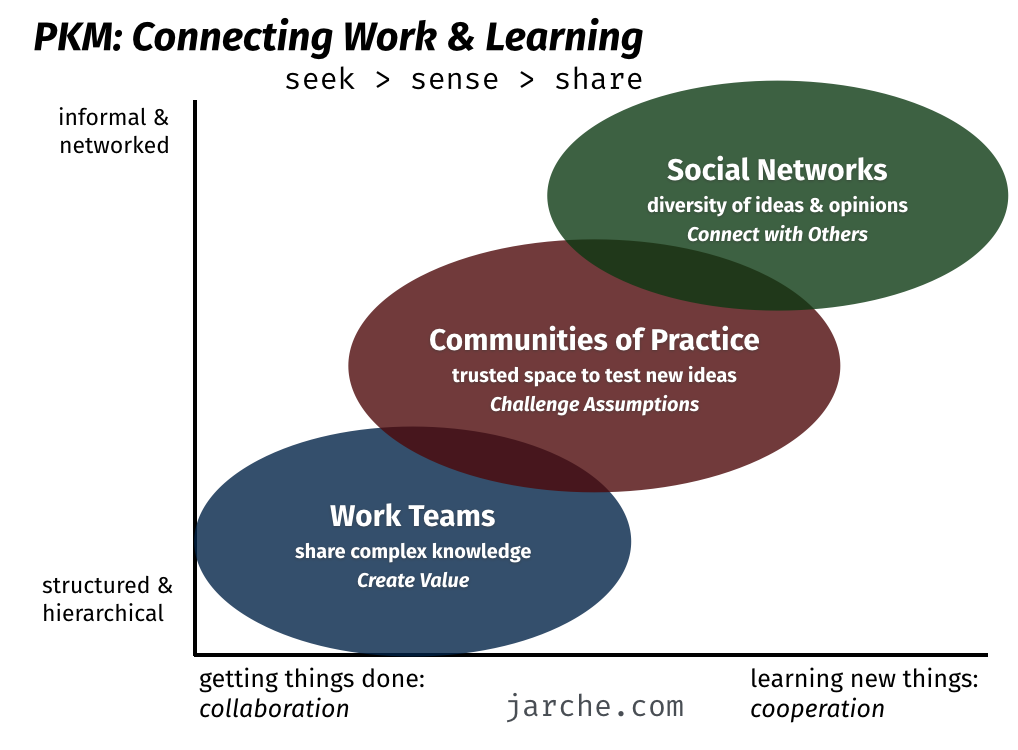 PKM: Connecting Work & Learning
seek > sense > share
informal &
networked
Social Networks
diversity of ideas & opinions
Connect with Others
Communities of Practice
trusted space to test new ideas
Challenge Assumptions
Work Teams
share complex knowledge
Create Value
structured &
hierarchical
getting things done:
collaboration
learning new things:
cooperation
jarche.com